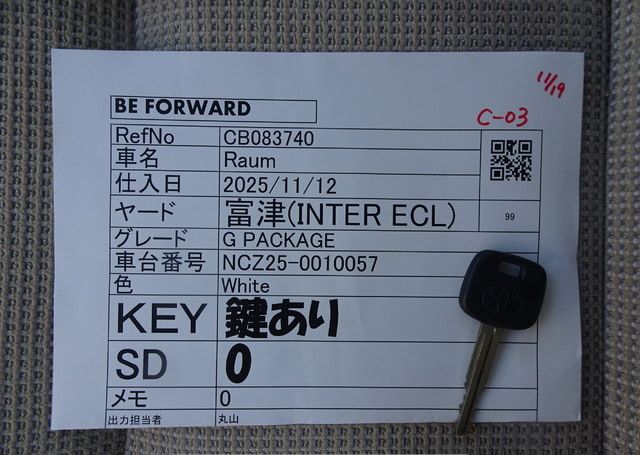 11/19
C-03
BE FORWARD
RefNo CB083740
車名 Raum
仕入日 2025/11/12
ヤード 富津(INTER ECL)
99
グレード G PACKAGE
車台番号 NCZ25-0010057
色 White
KEY 鍵あり
SD 0
メモ 0
出力担当者 丸山